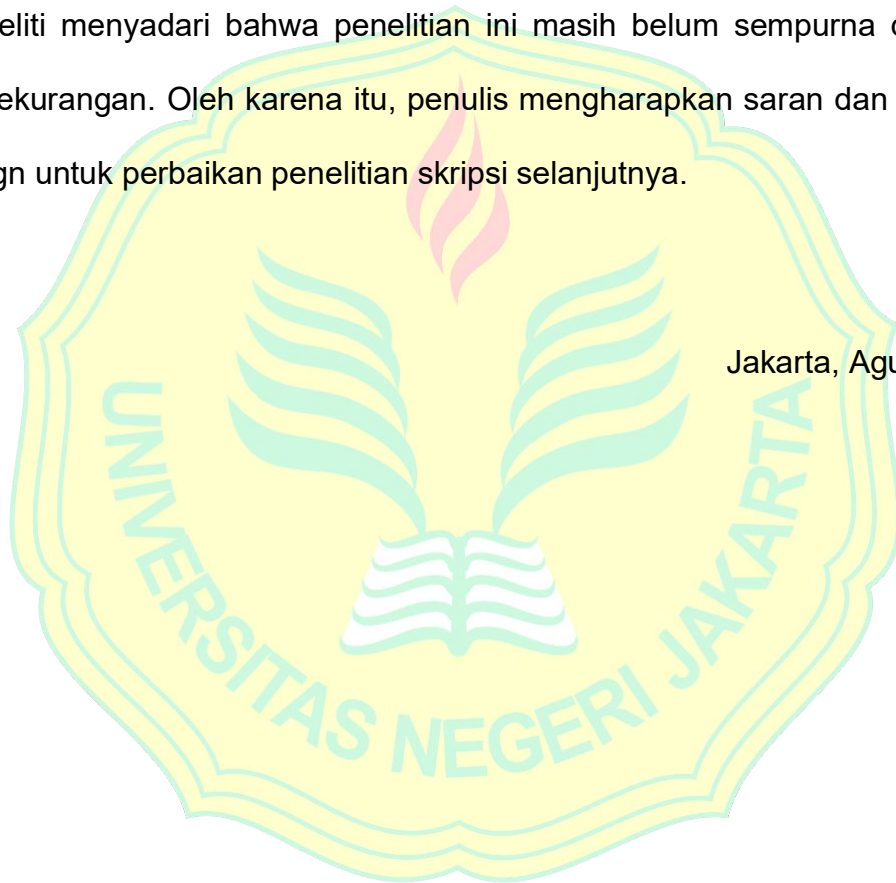 eliti menyadari bahwa penelitian ini masih belum sempurna
ekurangan. Oleh karena itu, penulis mengharapkan saran dan
gn untuk perbaikan penelitian skripsi selanjutnya.
Jakarta, Agu
UNIVERSITAS NEGERI JAKARTA